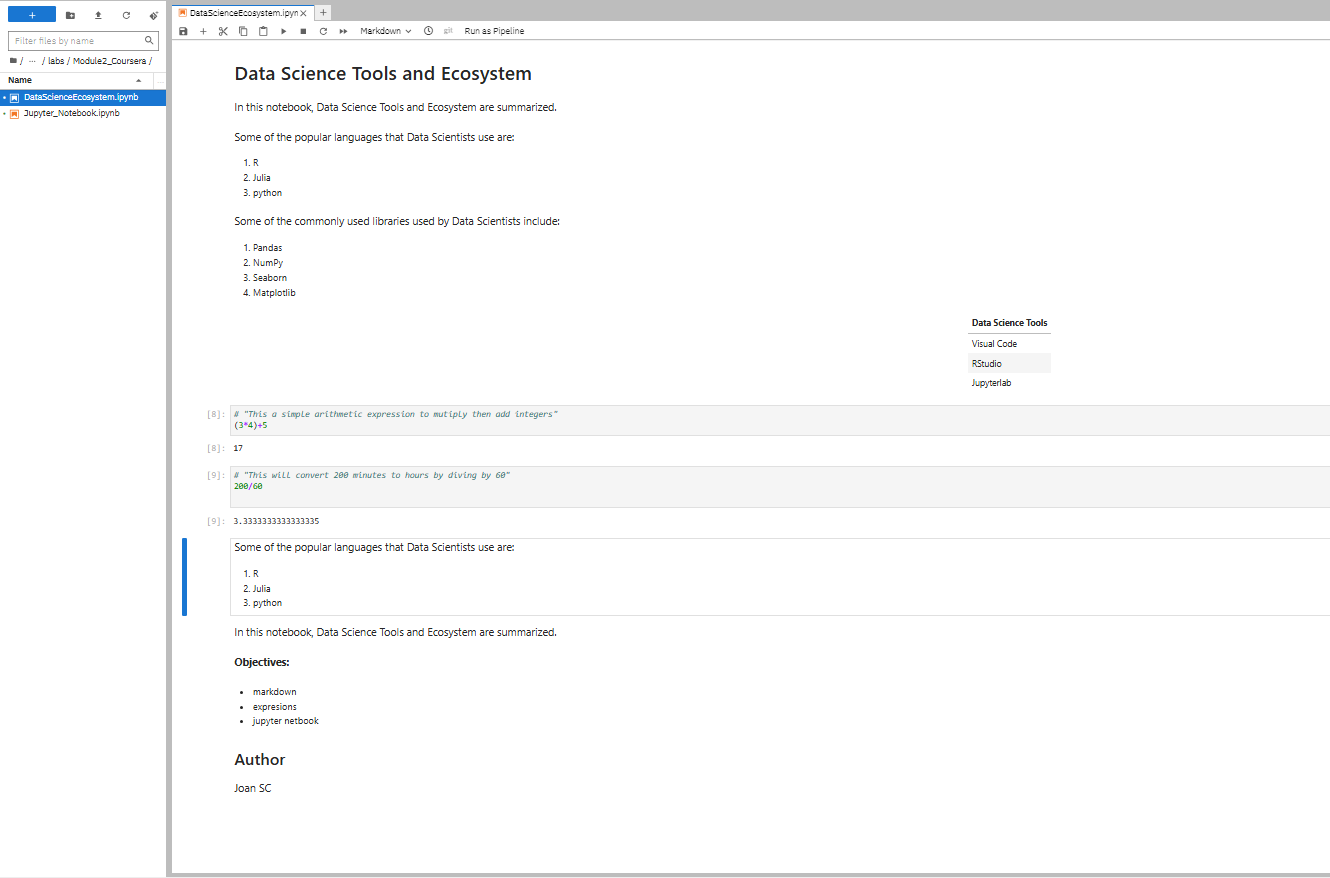 DataScienceEcosystem.ipyn
Filter files by name
/ ··· / labs / Module2_Coursera /
Name
DataScienceEcosystem.ipynb
Jupyter_Notebook.ipynb
Markdown
git
Run as Pipeline
Data Science Tools and Ecosystem
In this notebook, Data Science Tools and Ecosystem are summarized.
Some of the popular languages that Data Scientists use are:
1. R
2. Julia
3. python
Some of the commonly used libraries used by Data Scientists include:
1. Pandas
2. NumPy
3. Seaborn
4. Matplotlib
Data Science Tools
Visual Code
RStudio
Jupyterlab
[8]: # "This a simple arithmetic expression to mutiply then add integers"
(3*4)+5
[8]: 17
[9]: # "This will convert 200 minutes to hours by diving by 60"
200/60
[9]: 3.3333333333333335
Some of the popular languages that Data Scientists use are:
1. R
2. Julia
3. python
In this notebook, Data Science Tools and Ecosystem are summarized.
Objectives:
• markdown
• expresions
• jupyter netbook
Author
Joan SC